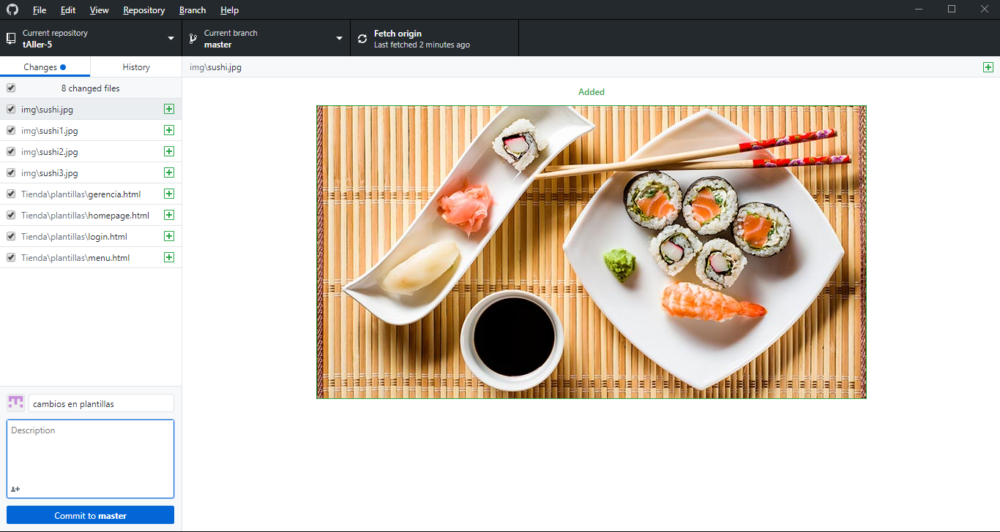 File Edit View Repository Branch Help
Current repository
tAller-5
Current branch
master
Fetch origin
Last fetched 2 minutes ago
Changes
History
img\sushi.jpg
8 changed files
Added
img\sushi.jpg
img\sushi1.jpg
img\sushi2.jpg
img\sushi3.jpg
Tienda\plantillas\gerencia.html
Tienda\plantillas\homepage.html
Tienda\plantillas\login.html
Tienda\plantillas\menu.html
cambios en plantillas
Description
Commit to master